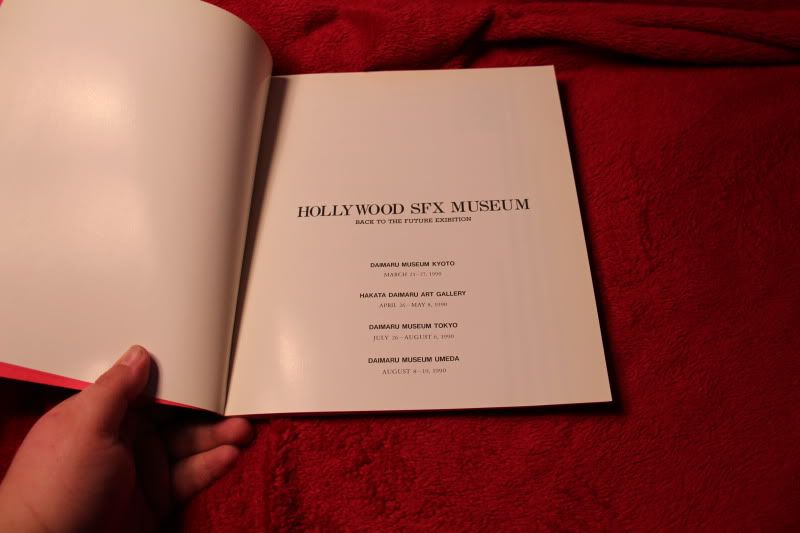 HOLLYWOOD SFX MUSEUM
BACK TO THE FUTURE EXIBITION
DAIMARU MUSEUM KYOTO
MARCH 21–27, 1990
HAKATA DAIMARU ART GALLERY
APRIL 26–MAY 8, 1990
DAIMARU MUSEUM TOKYO
JULY 26–AUGUST 6, 1990
DAIMARU MUSEUM UMEDA
AUGUST 8–19, 1990